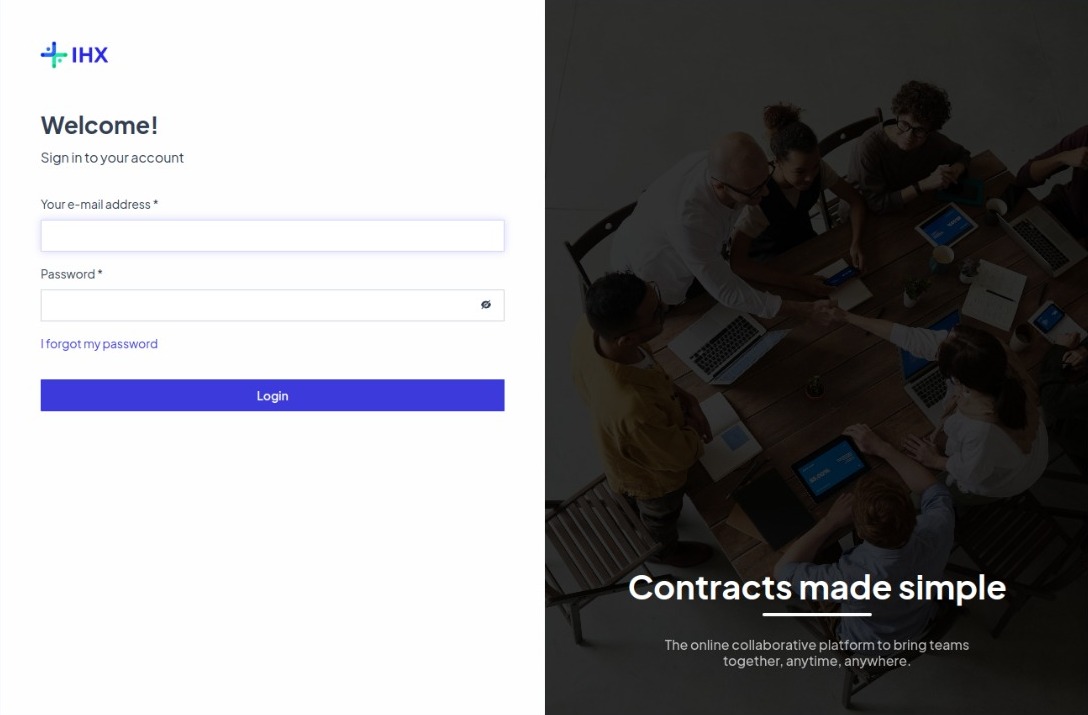 IHX
Welcome!
Sign in to your account
Your e-mail address *
Password *
I forgot my password
Login
Contracts made simple
The online collaborative platform to bring teams
together, anytime, anywhere.